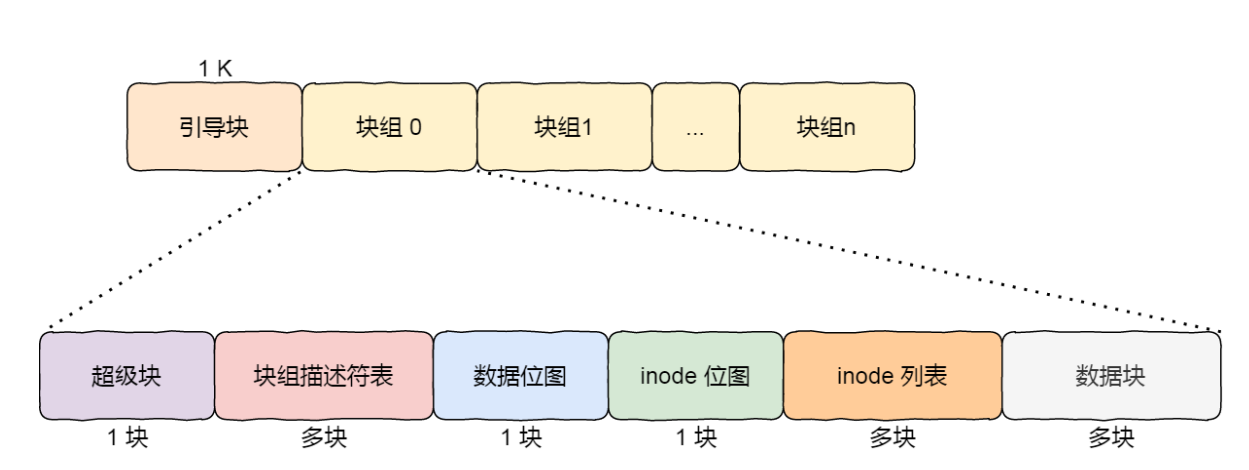 1 K
引导块
块组 0
块组1
...
块组n
超级块
块组描述符表
数据位图
inode 位图
inode 列表
数据块
1 块
多块
1 块
1 块
多块
多块